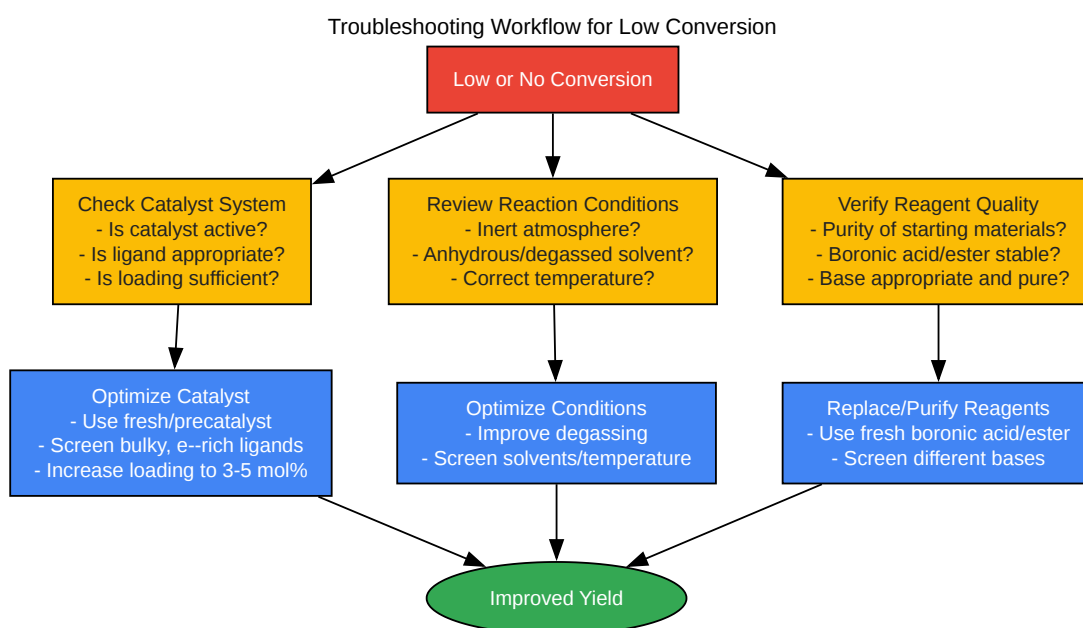 Troubleshooting Workflow for Low Conversion
Low or No Conversion
Check Catalyst System
- Is catalyst active?
- Is ligand appropriate?
- Is loading sufficient?
Review Reaction Conditions
- Inert atmosphere?
- Anhydrous/degassed solvent?
- Correct temperature?
Verify Reagent Quality
- Purity of starting materials?
- Boronic acid/ester stable?
- Base appropriate and pure?
Optimize Catalyst
- Use fresh/precatalyst
- Screen bulky, e--rich ligands
- Increase loading to 3-5 mol%
Optimize Conditions
- Improve degassing
- Screen solvents/temperature
Replace/Purify Reagents
- Use fresh boronic acid/ester
- Screen different bases
Improved Yield